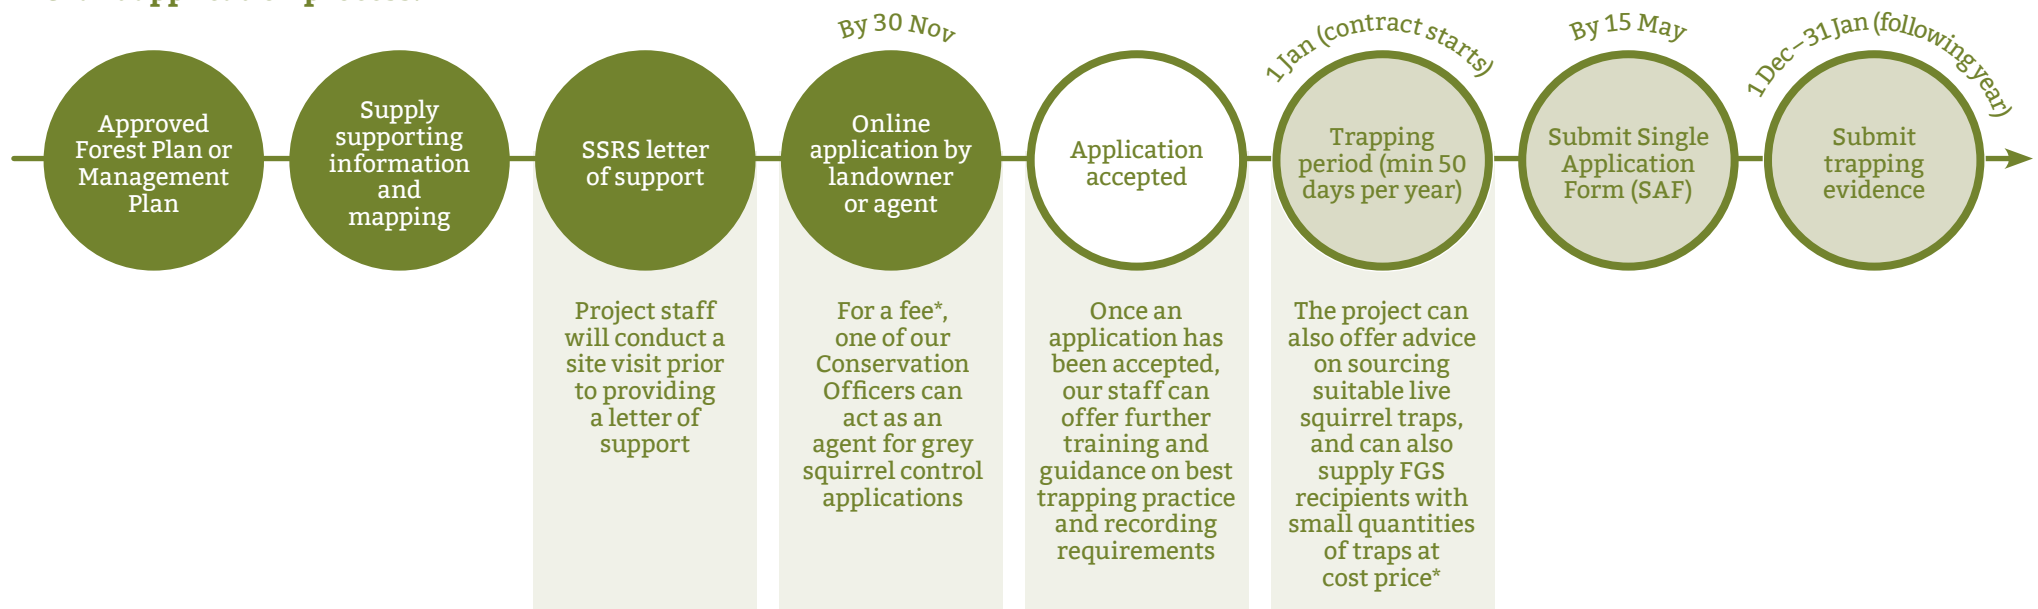 application process:
By 30 Nov
1 Jan (contract starts)
By 15 May
1 Dec–31 Jan (following year)
Approved
Forest Plan or
Management
Plan
Supply
supporting
information
and
mapping
SSRS letter
of support
Online
application by
landowner
or agent
Application
accepted
Trapping
period (min 50
days per year)
Submit Single
Application
Form (SAF)
Submit
trapping
evidence
Project staff
will conduct a
site visit prior
to providing
a letter of
support
For a fee*,
one of our
Conservation
Officers can
act as an
agent for grey
squirrel control
applications
Once an
application has
been accepted,
our staff can
offer further
training and
guidance on best
trapping practice
and recording
requirements
The project can
also offer advice
on sourcing
suitable live
squirrel traps,
and can also
supply FGS
recipients with
small quantities
of traps at
cost price*